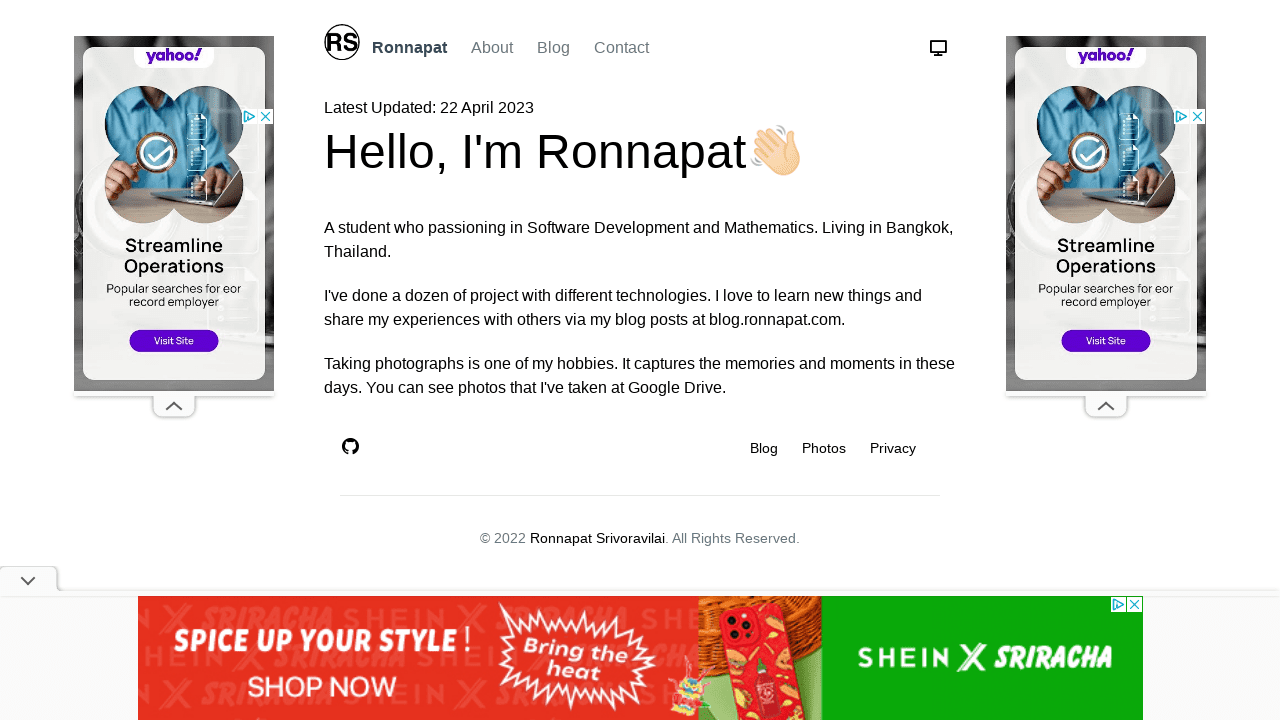 RS
Ronnapat
About
Blog
Contact
Latest Updated: 22 April 2023
Hello, I'm Ronnapat👋🏻
A student who passioning in Software Development and Mathematics. Living in Bangkok,
Thailand.
I've done a dozen of project with different technologies. I love to learn new things and
share my experiences with others via my blog posts at blog.ronnapat.com.
Taking photographs is one of my hobbies. It captures the memories and moments in these
days. You can see photos that I've taken at Google Drive.
Blog
Photos
Privacy
© 2022 Ronnapat Srivoravilai. All Rights Reserved.
yahoo!
Streamline
Operations
Popular searches for eor
record employer
Visit Site
yahoo!
Streamline
Operations
Popular searches for eor
record employer
Visit Site
SPICE UP YOUR STYLE!
SHOP NOW
Bring the
heat
SHEIN X SRIRACHA